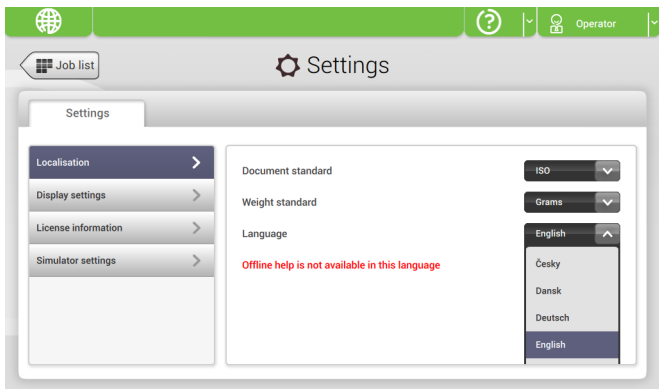 Operator
Job list
Settings
Settings
Localisation
Display settings
License information
Simulator settings
Document standard
ISO
Weight standard
Grams
Language
English
Offline help is not available in this language
Česky
Dansk
Deutsch
English